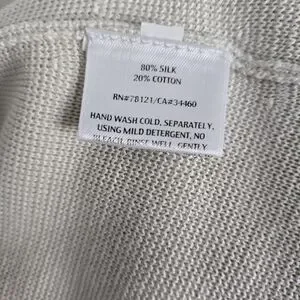 80% SILK
20% COTTON
RN#78121/CA#34460
HAND WASH COLD, SEPARATELY,
USING MILD DETERGENT, NO
BLEACH, RINSE WELL, GENTLY